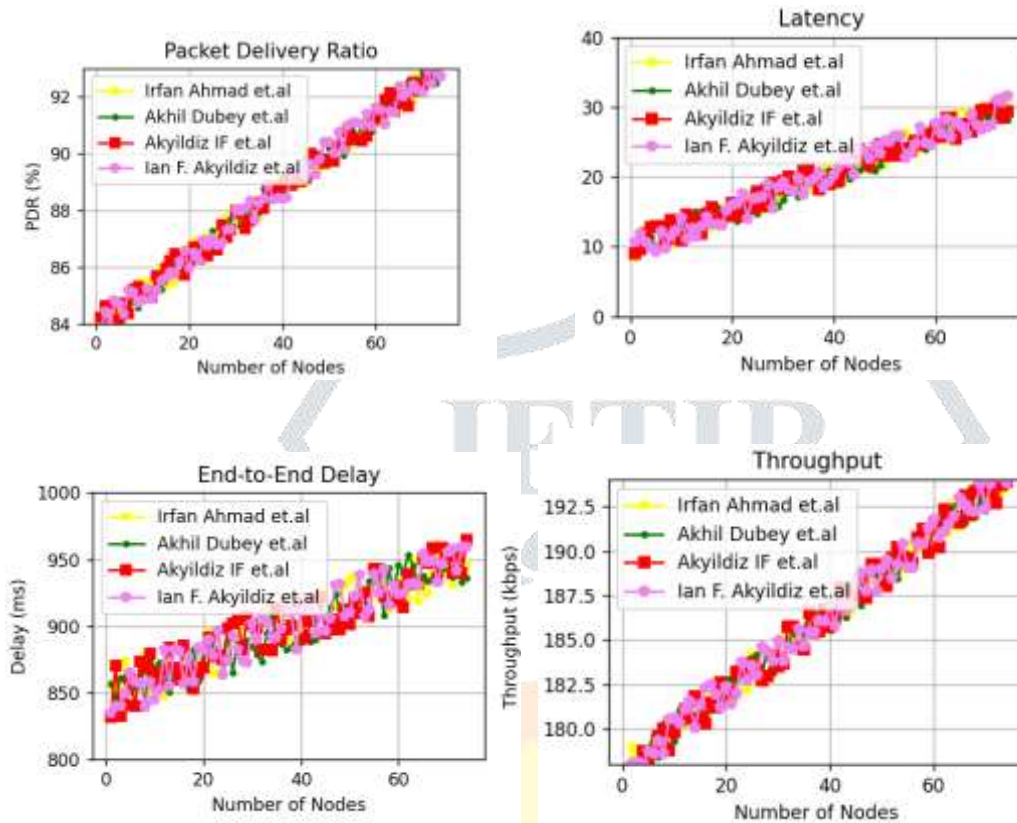 Packet Delivery Ratio
PDR (%)
92
90
88
86
84
Irfan Ahmad et.al
Akhil Dubey et.al
Akyildiz IF et.al
Ian F. Akyildiz et.al
0 20 40 60
Number of Nodes
Latency
40
30
20
10
0
Irfan Ahmad et.al
Akhil Dubey et.al
Akyildiz IF et.al
Ian F. Akyildiz et.al
0 20 40 60
Number of Nodes
JETIR
End-to-End Delay
Delay (ms)
1000
950
900
850
800
Irfan Ahmad et.al
Akhil Dubey et.al
Akyildiz IF et.al
Ian F. Akyildiz et.al
0 20 40 60
Number of Nodes
Throughput
Throughput (kbps)
192.5
190.0
187.5
185.0
182.5
180.0
Irfan Ahmad et.al
Akhil Dubey et.al
Akyildiz IF et.al
Ian F. Akyildiz et.al
0 20 40 60
Number of Nodes